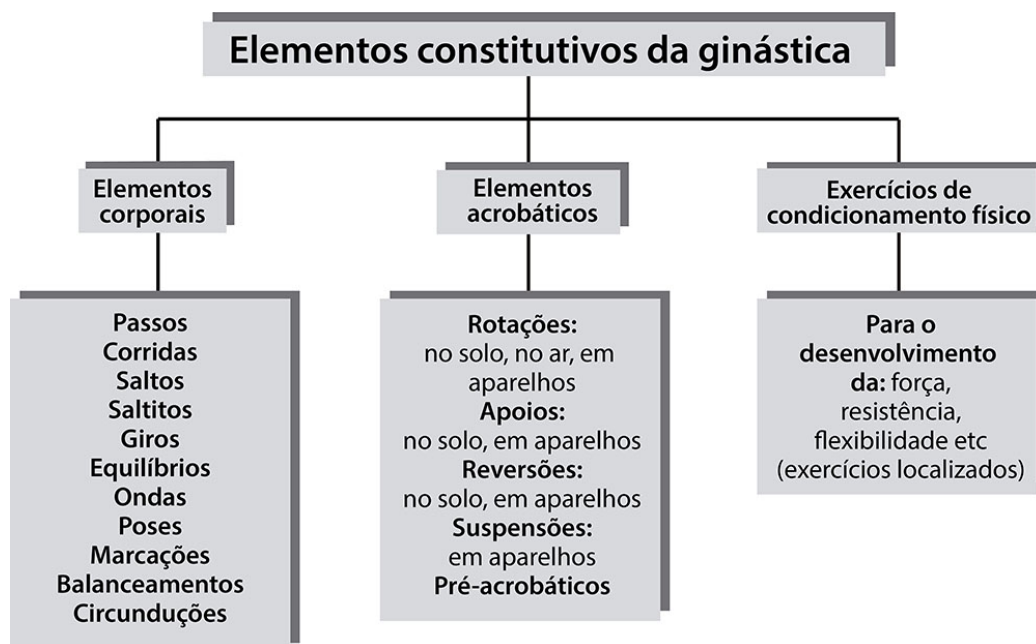 Elementos constitutivos da ginástica
Elementos
corporais
Passos
Corridas
Saltos
Saltitos
Giros
Equilíbrios
Ondas
Poses
Marcações
Balanceamentos
Circunduções
Elementos
acrobáticos
Rotações:
no solo, no ar, em
aparelhos
Apoios:
no solo, em aparelhos
Reversões:
no solo, em aparelhos
Suspensões:
em aparelhos
Pré-acrobáticos
Exercícios de
condicionamento físico
Para o
desenvolvimento
da: força,
resistência,
flexibilidade etc
(exercícios localizados)